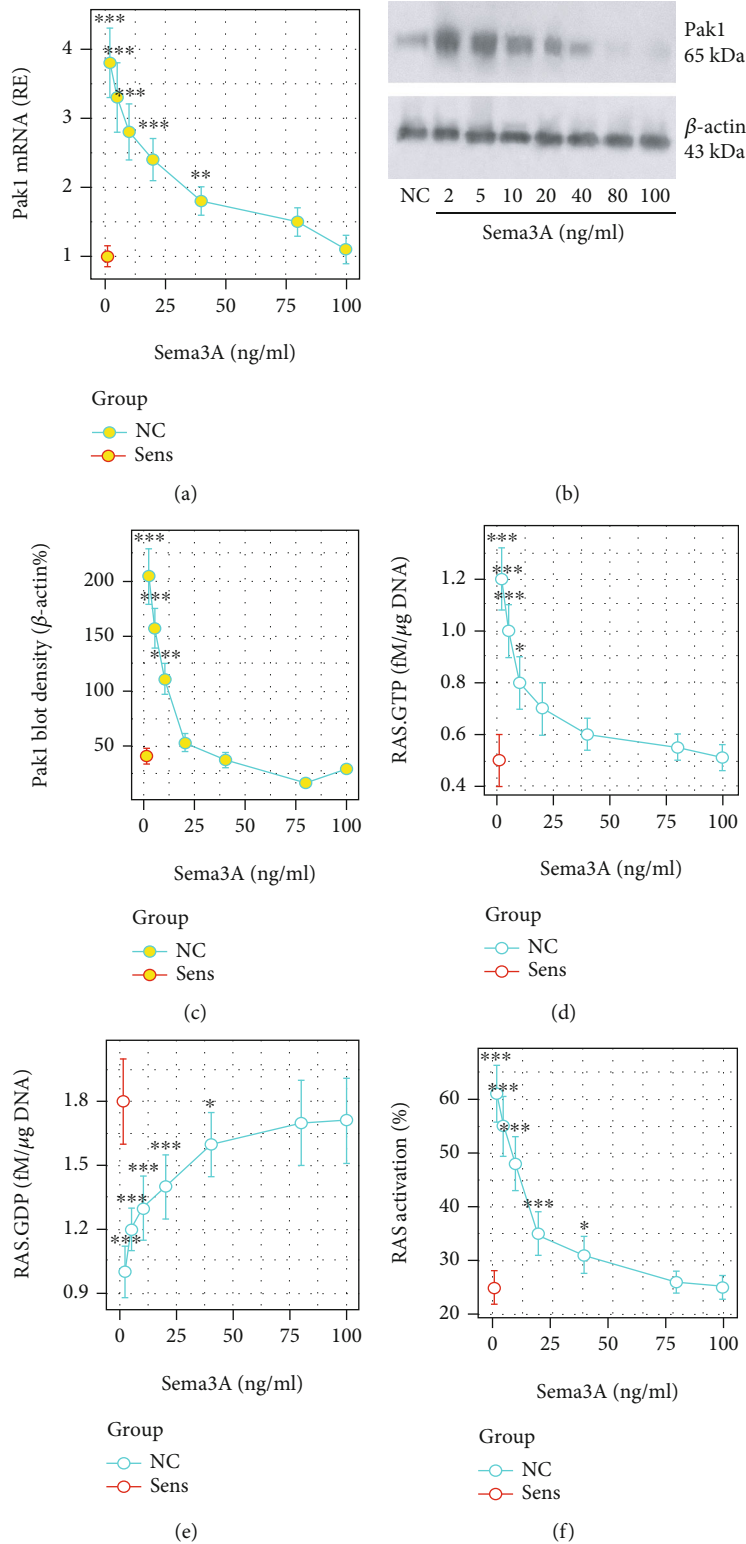 Pak1 mRNA (RE)
4
3
2
1
***
***
***
***
**
0 25 50 75 100
Sema3A (ng/ml)
Group
NC
Sens
(a)
Pak1
65 kDa
β-actin
43 kDa
NC 2 5 10 20 40 80 100
Sema3A (ng/ml)
(b)
Pak1 blot density (β-actin%)
200
150
100
50
***
***
***
0 25 50 75 100
Sema3A (ng/ml)
Group
NC
Sens
(c)
RAS.GTP (fM/μg DNA)
1.2
1.0
0.8
0.6
0.4
***
***
***
*
0 25 50 75 100
Sema3A (ng/ml)
Group
NC
Sens
(d)
RAS.GDP (fM/μg DNA)
1.8
1.5
1.2
0.9
***
***
***
***
*
0 25 50 75 100
Sema3A (ng/ml)
Group
NC
Sens
(e)
RAS activation (%)
60
50
40
30
20
***
***
***
***
*
0 25 50 75 100
Sema3A (ng/ml)
Group
NC
Sens
(f)